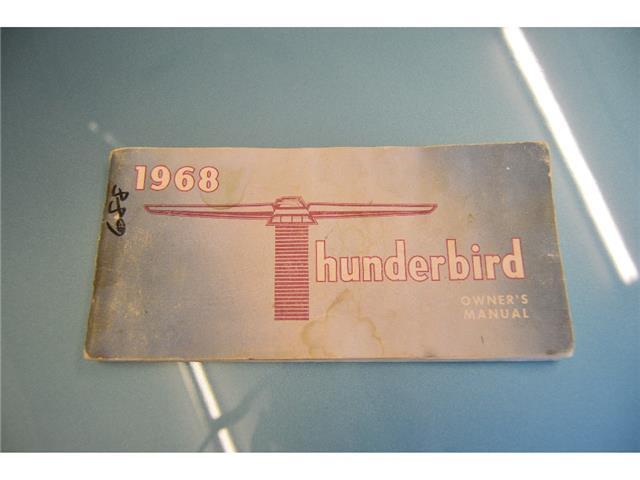 1968
Thunderbird
OWNER'S
MANUAL